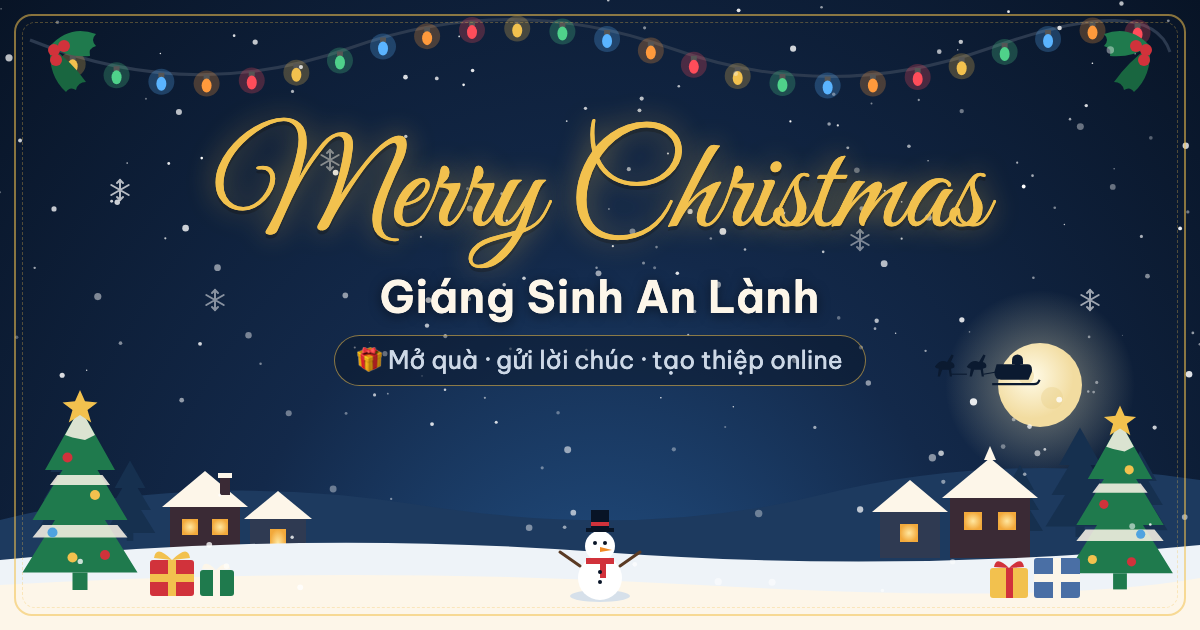 Merry Christmas
Giáng Sinh An Lành
🎁Mở quà · gửi lời chúc · tạo thiệp online